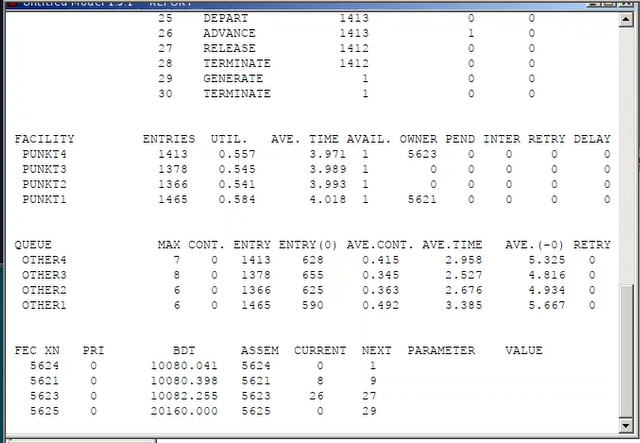 Untitled Model 1.3.1 - REPORT
25 DEPART 1413 0 0
26 ADVANCE 1413 1 0
27 RELEASE 1412 0 0
28 TERMINATE 1412 0 0
29 GENERATE 1 0 0
30 TERMINATE 1 0 0
FACILITY ENTRIES UTIL. AVE. TIME AVAIL. OWNER PEND INTER RETRY DELAY
PUNKT4 1413 0.557 3.971 1 5623 0 0 0 0
PUNKT3 1378 0.545 3.989 1 0 0 0 0 0
PUNKT2 1366 0.541 3.993 1 0 0 0 0 0
PUNKT1 1465 0.584 4.018 1 5621 0 0 0 0
QUEUE MAX CONT. ENTRY ENTRY(0) AVE.CONT. AVE.TIME AVE.(-0) RETRY
OTHER4 7 0 1413 628 0.415 2.958 5.325 0
OTHER3 8 0 1378 655 0.345 2.527 4.816 0
OTHER2 6 0 1366 625 0.363 2.676 4.934 0
OTHER1 6 0 1465 590 0.492 3.385 5.667 0
FEC XN PRI BDT ASSEM CURRENT NEXT PARAMETER VALUE
5624 0 10080.041 5624 0 1
5621 0 10080.398 5621 8 9
5623 0 10082.255 5623 26 27
5625 0 20160.000 5625 0 29